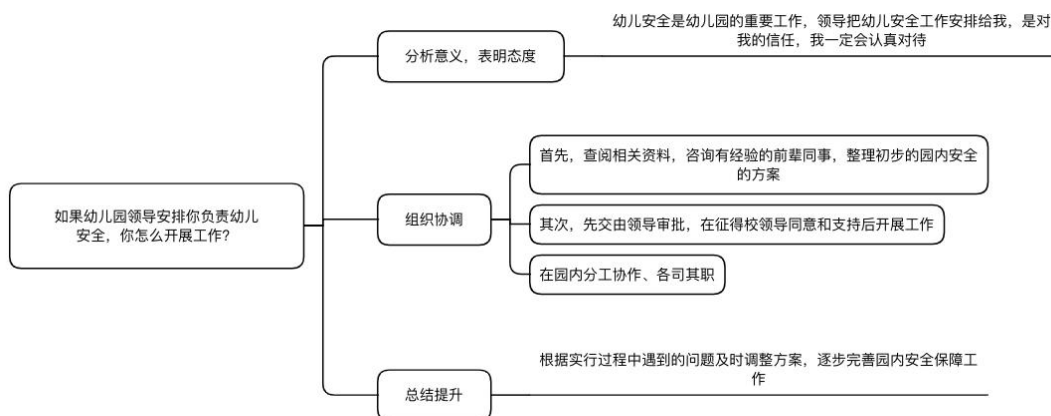 如果幼儿园领导安排你负责幼儿
安全，你怎么开展工作？
分析意义，表明态度
幼儿安全是幼儿园的重要工作，领导把幼儿安全工作安排给我，是对
我的信任，我一定会认真对待
组织协调
首先，查阅相关资料，咨询有经验的前辈同事，整理初步的园内安全
的方案
其次，先交由领导审批，在征得校领导同意和支持后开展工作
在园内分工协作、各司其职
总结提升
根据实行过程中遇到的问题及时调整方案，逐步完善园内安全保障工
作